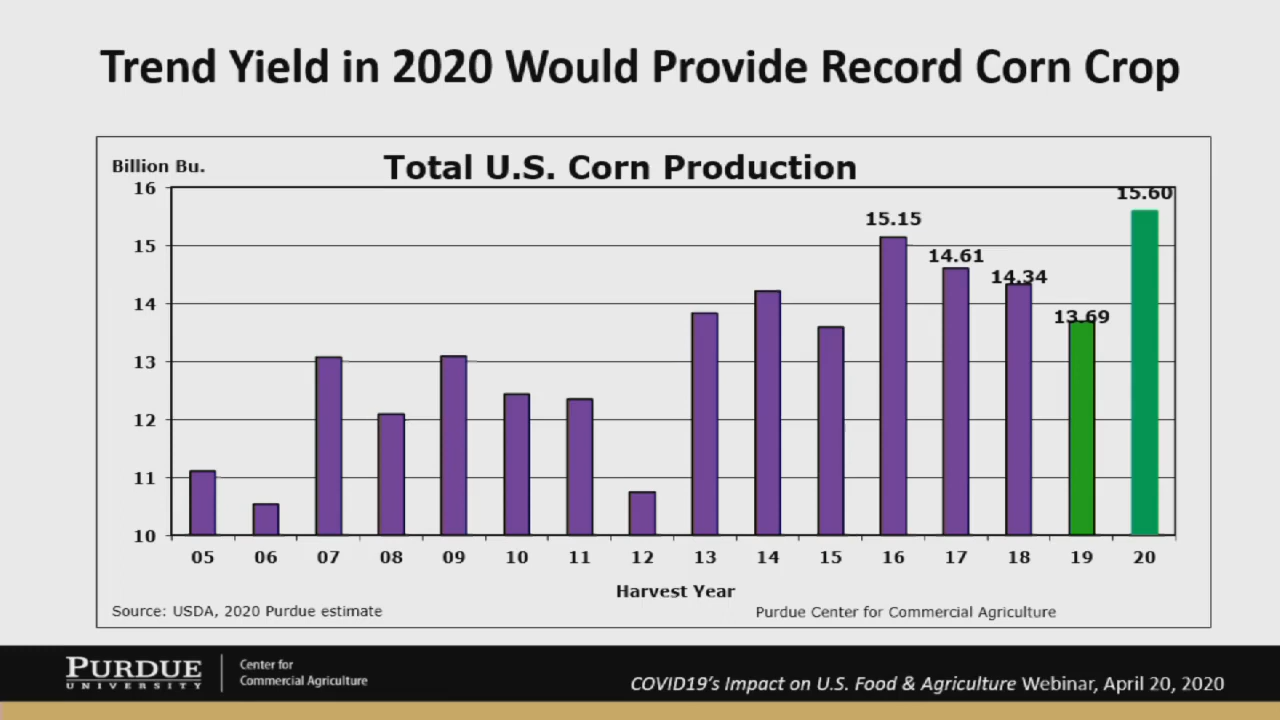 Trend Yield in 2020 Would Provide Record Corn Crop
Billion Bu.
Total U.S. Corn Production
16
15
14
13
12
11
10
15.15
14.61
14.34
13.69
15.60
05 06 07 08 09 10 11 12 13 14 15 16 17 18 19 20
Harvest Year
Source: USDA, 2020 Purdue estimate
Purdue Center for Commercial Agriculture
PURDUE
UNIVERSITY
Center for
Commercial Agriculture
COVID19's Impact on U.S. Food & Agriculture Webinar, April 20, 2020